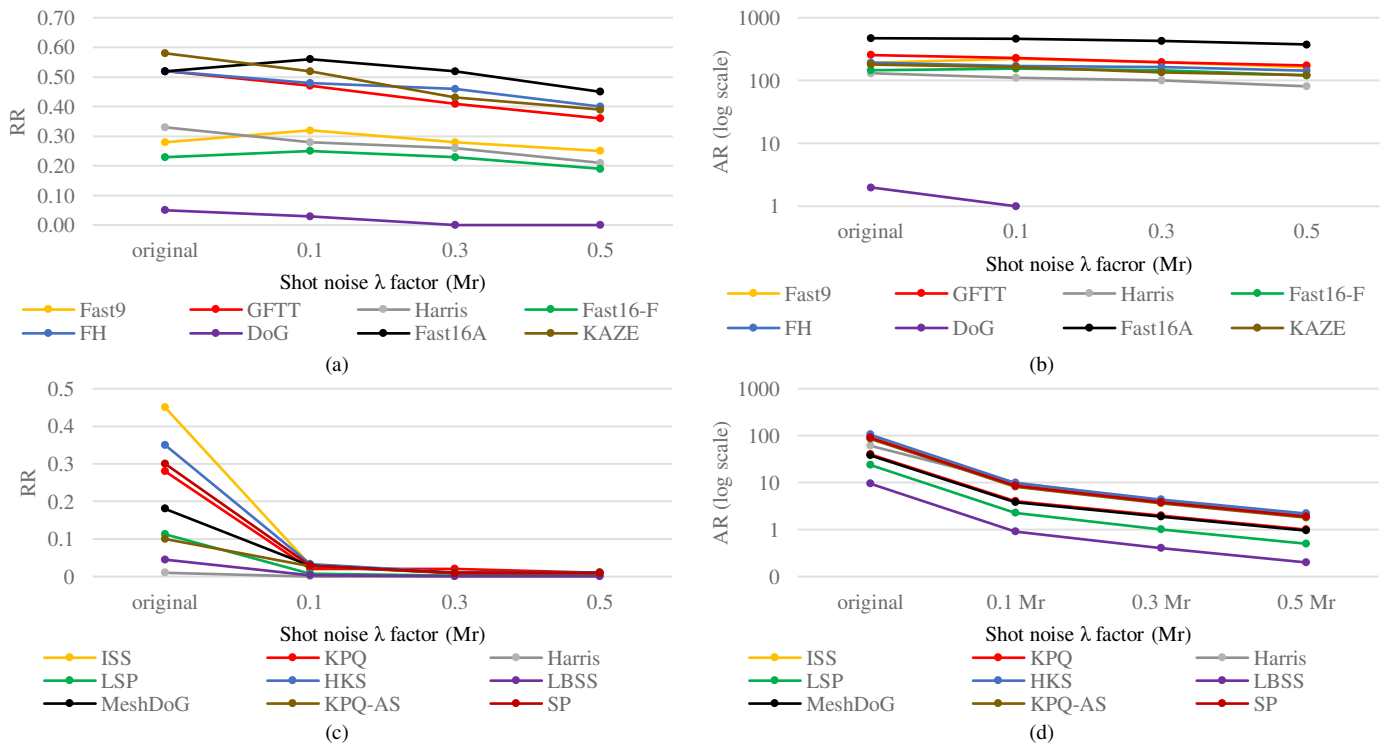 0.70
0.60
0.50
0.40
0.30
0.20
0.10
0.00
RR
original 0.1 0.3 0.5
Shot noise λ factor (Mr)
Fast9 GFTT Harris Fast16-F
FH DoG Fast16A KAZE
(a)
1000
100
10
1
AR (log scale)
original 0.1 0.3 0.5
Shot noise λ facror (Mr)
Fast9 GFTT Harris Fast16-F
FH DoG Fast16A KAZE
(b)
0.5
0.4
0.3
0.2
0.1
0
RR
original 0.1 0.3 0.5
Shot noise λ factor (Mr)
ISS KPQ Harris
LSP HKS LBSS
MeshDoG KPQ-AS SP
(c)
1000
100
10
1
0
AR (log scale)
original 0.1 Mr 0.3 Mr 0.5 Mr
Shot noise λ factor (Mr)
ISS KPQ Harris
LSP HKS LBSS
MeshDoG KPQ-AS SP
(d)